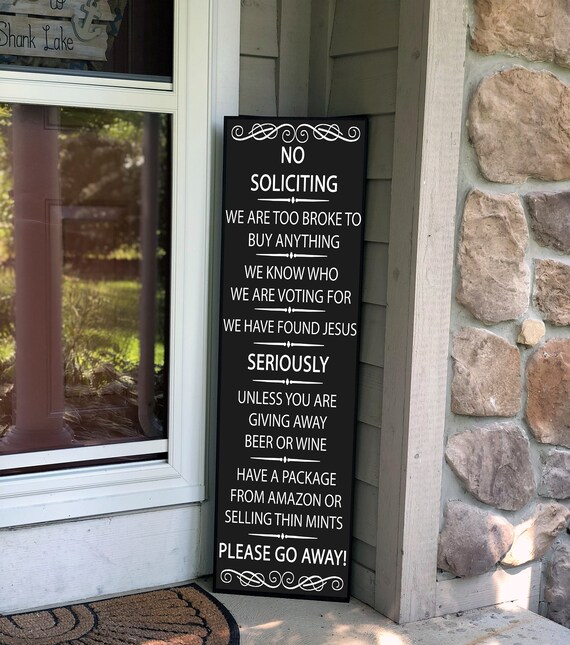 to
Shank Lake
NO
SOLICITING
WE ARE TOO BROKE TO
BUY ANYTHING
WE KNOW WHO
WE ARE VOTING FOR
WE HAVE FOUND JESUS
SERIOUSLY
UNLESS YOU ARE
GIVING AWAY
BEER OR WINE
HAVE A PACKAGE
FROM AMAZON OR
SELLING THIN MINTS
PLEASE GO AWAY!